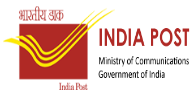 भारतीय डाक
India Post
INDIA POST
Ministry of Communications
Government of India